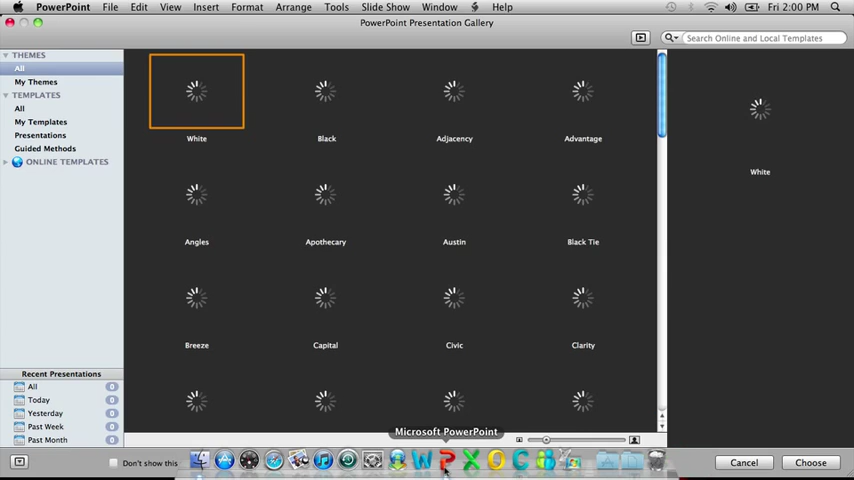 PowerPoint File Edit View Insert Format Arrange Tools Slide Show Window Help Fri 2:00 PM
PowerPoint Presentation Gallery
Search Online and Local Templates
THEMES
All
My Themes
TEMPLATES
All
My Templates
Presentations
Guided Methods
ONLINE TEMPLATES
White Black Adjacency Advantage
White
Angles Apothecary Austin Black Tie
Breeze Capital Civic Clarity
Recent Presentations
All 0
Today 0
Yesterday 0
Past Week 0
Past Month 0
Microsoft PowerPoint
Don't show this
Cancel Choose